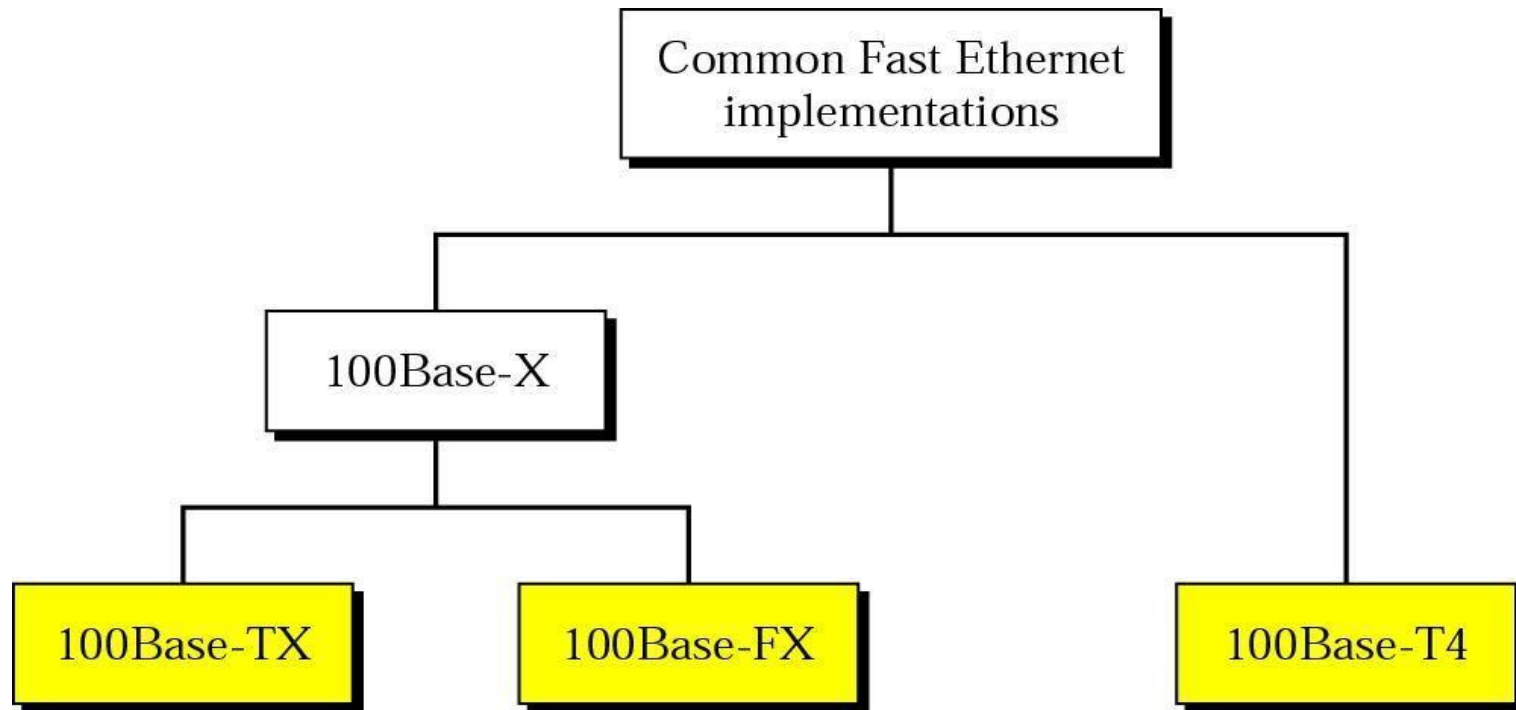 Common Fast Ethernet
implementations
100Base-X
100Base-TX
100Base-FX
100Base-T4